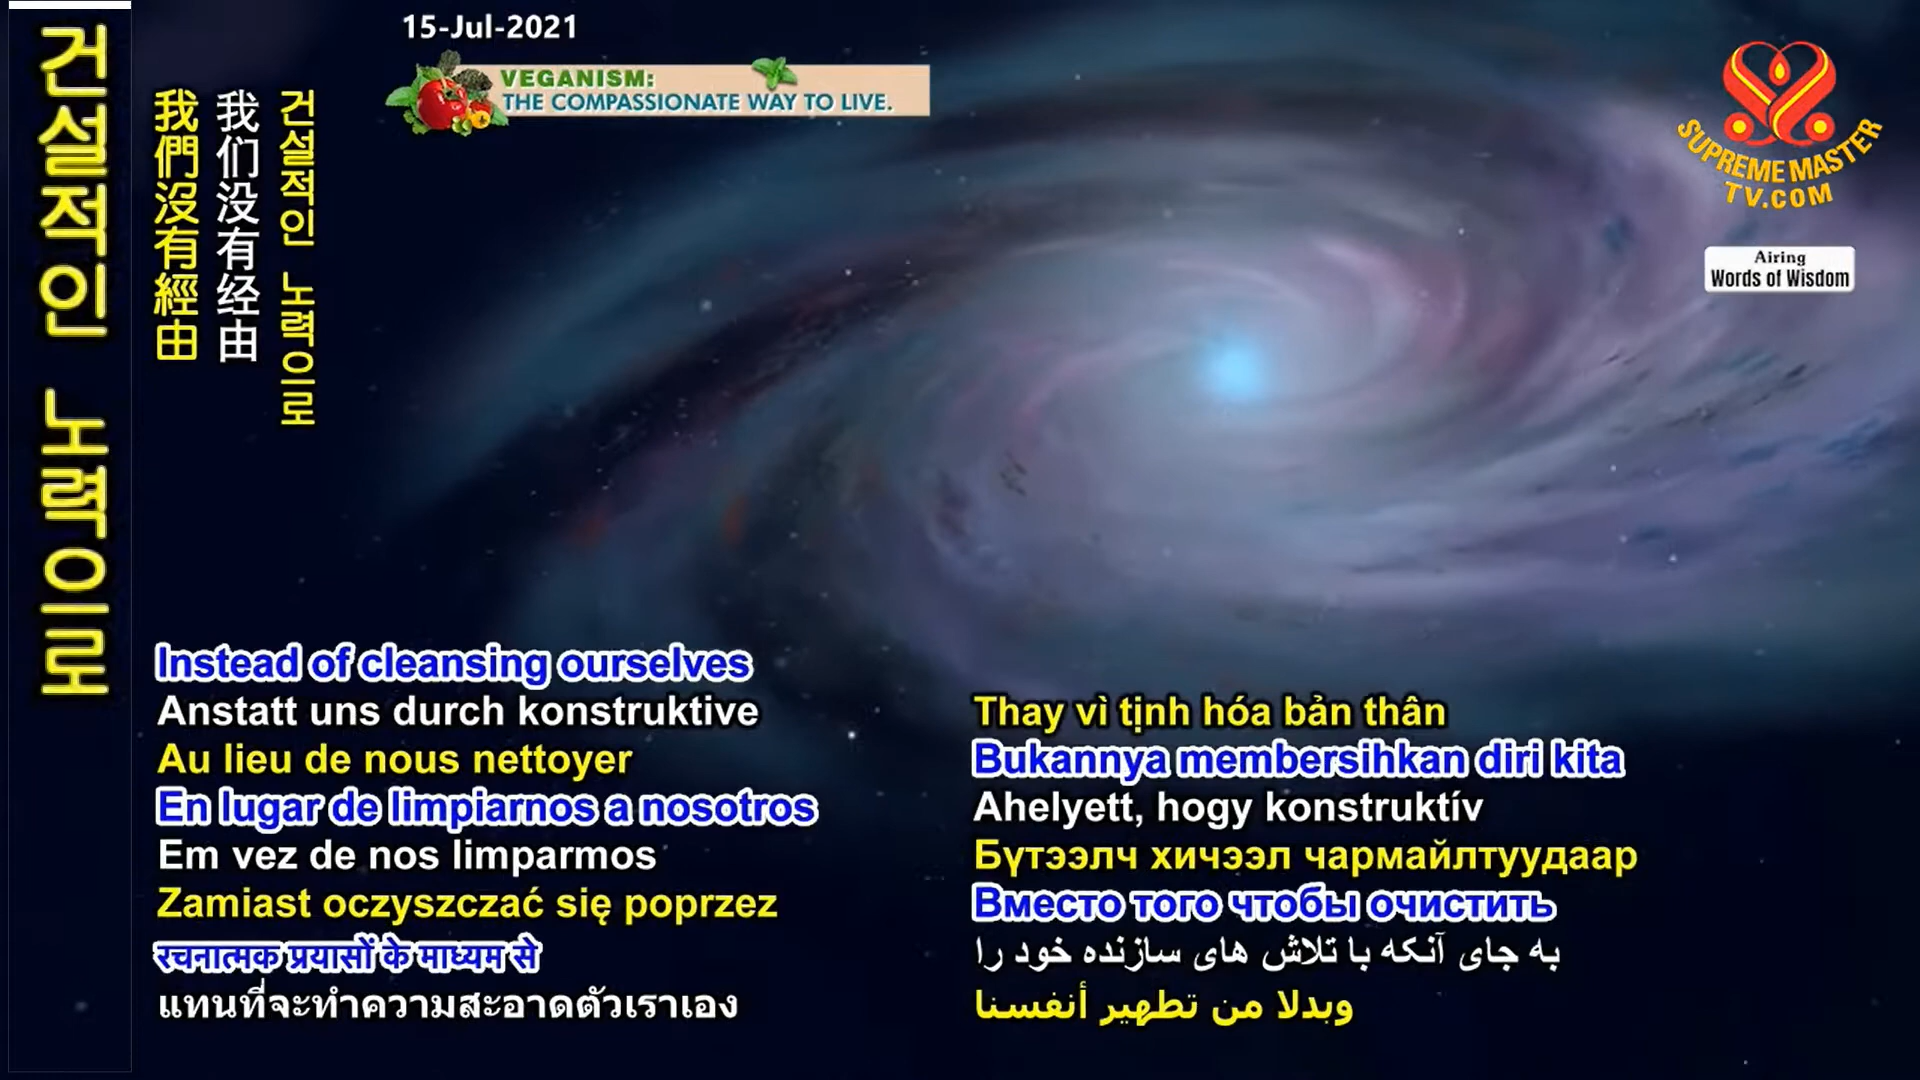 건설적인 노력으로
我們沒有經由
我们没有经由
건설적인 노력으로
15-Jul-2021
VEGANISM:
THE COMPASSIONATE WAY TO LIVE.
SUPREME MASTER
TV.COM
Airing
Words of Wisdom
Instead of cleansing ourselves
Anstatt uns durch konstruktive
Au lieu de nous nettoyer
En lugar de limpiarnos a nosotros
Em vez de nos limparmos
Zamiast oczyszczać się poprzez
रचनात्मक प्रयासों के माध्यम से
แทนที่จะทำความสะอาดตัวเราเอง
Thay vì tịnh hóa bản thân
Bukannya membersihkan diri kita
Ahelyett, hogy konstruktív
Бүтээлч хичээл чармайлтуудаар
Вместо того чтобы очистить
به جای آنکه با تلاش های سازنده خود را
وبدلا من تطهير أنفسنا